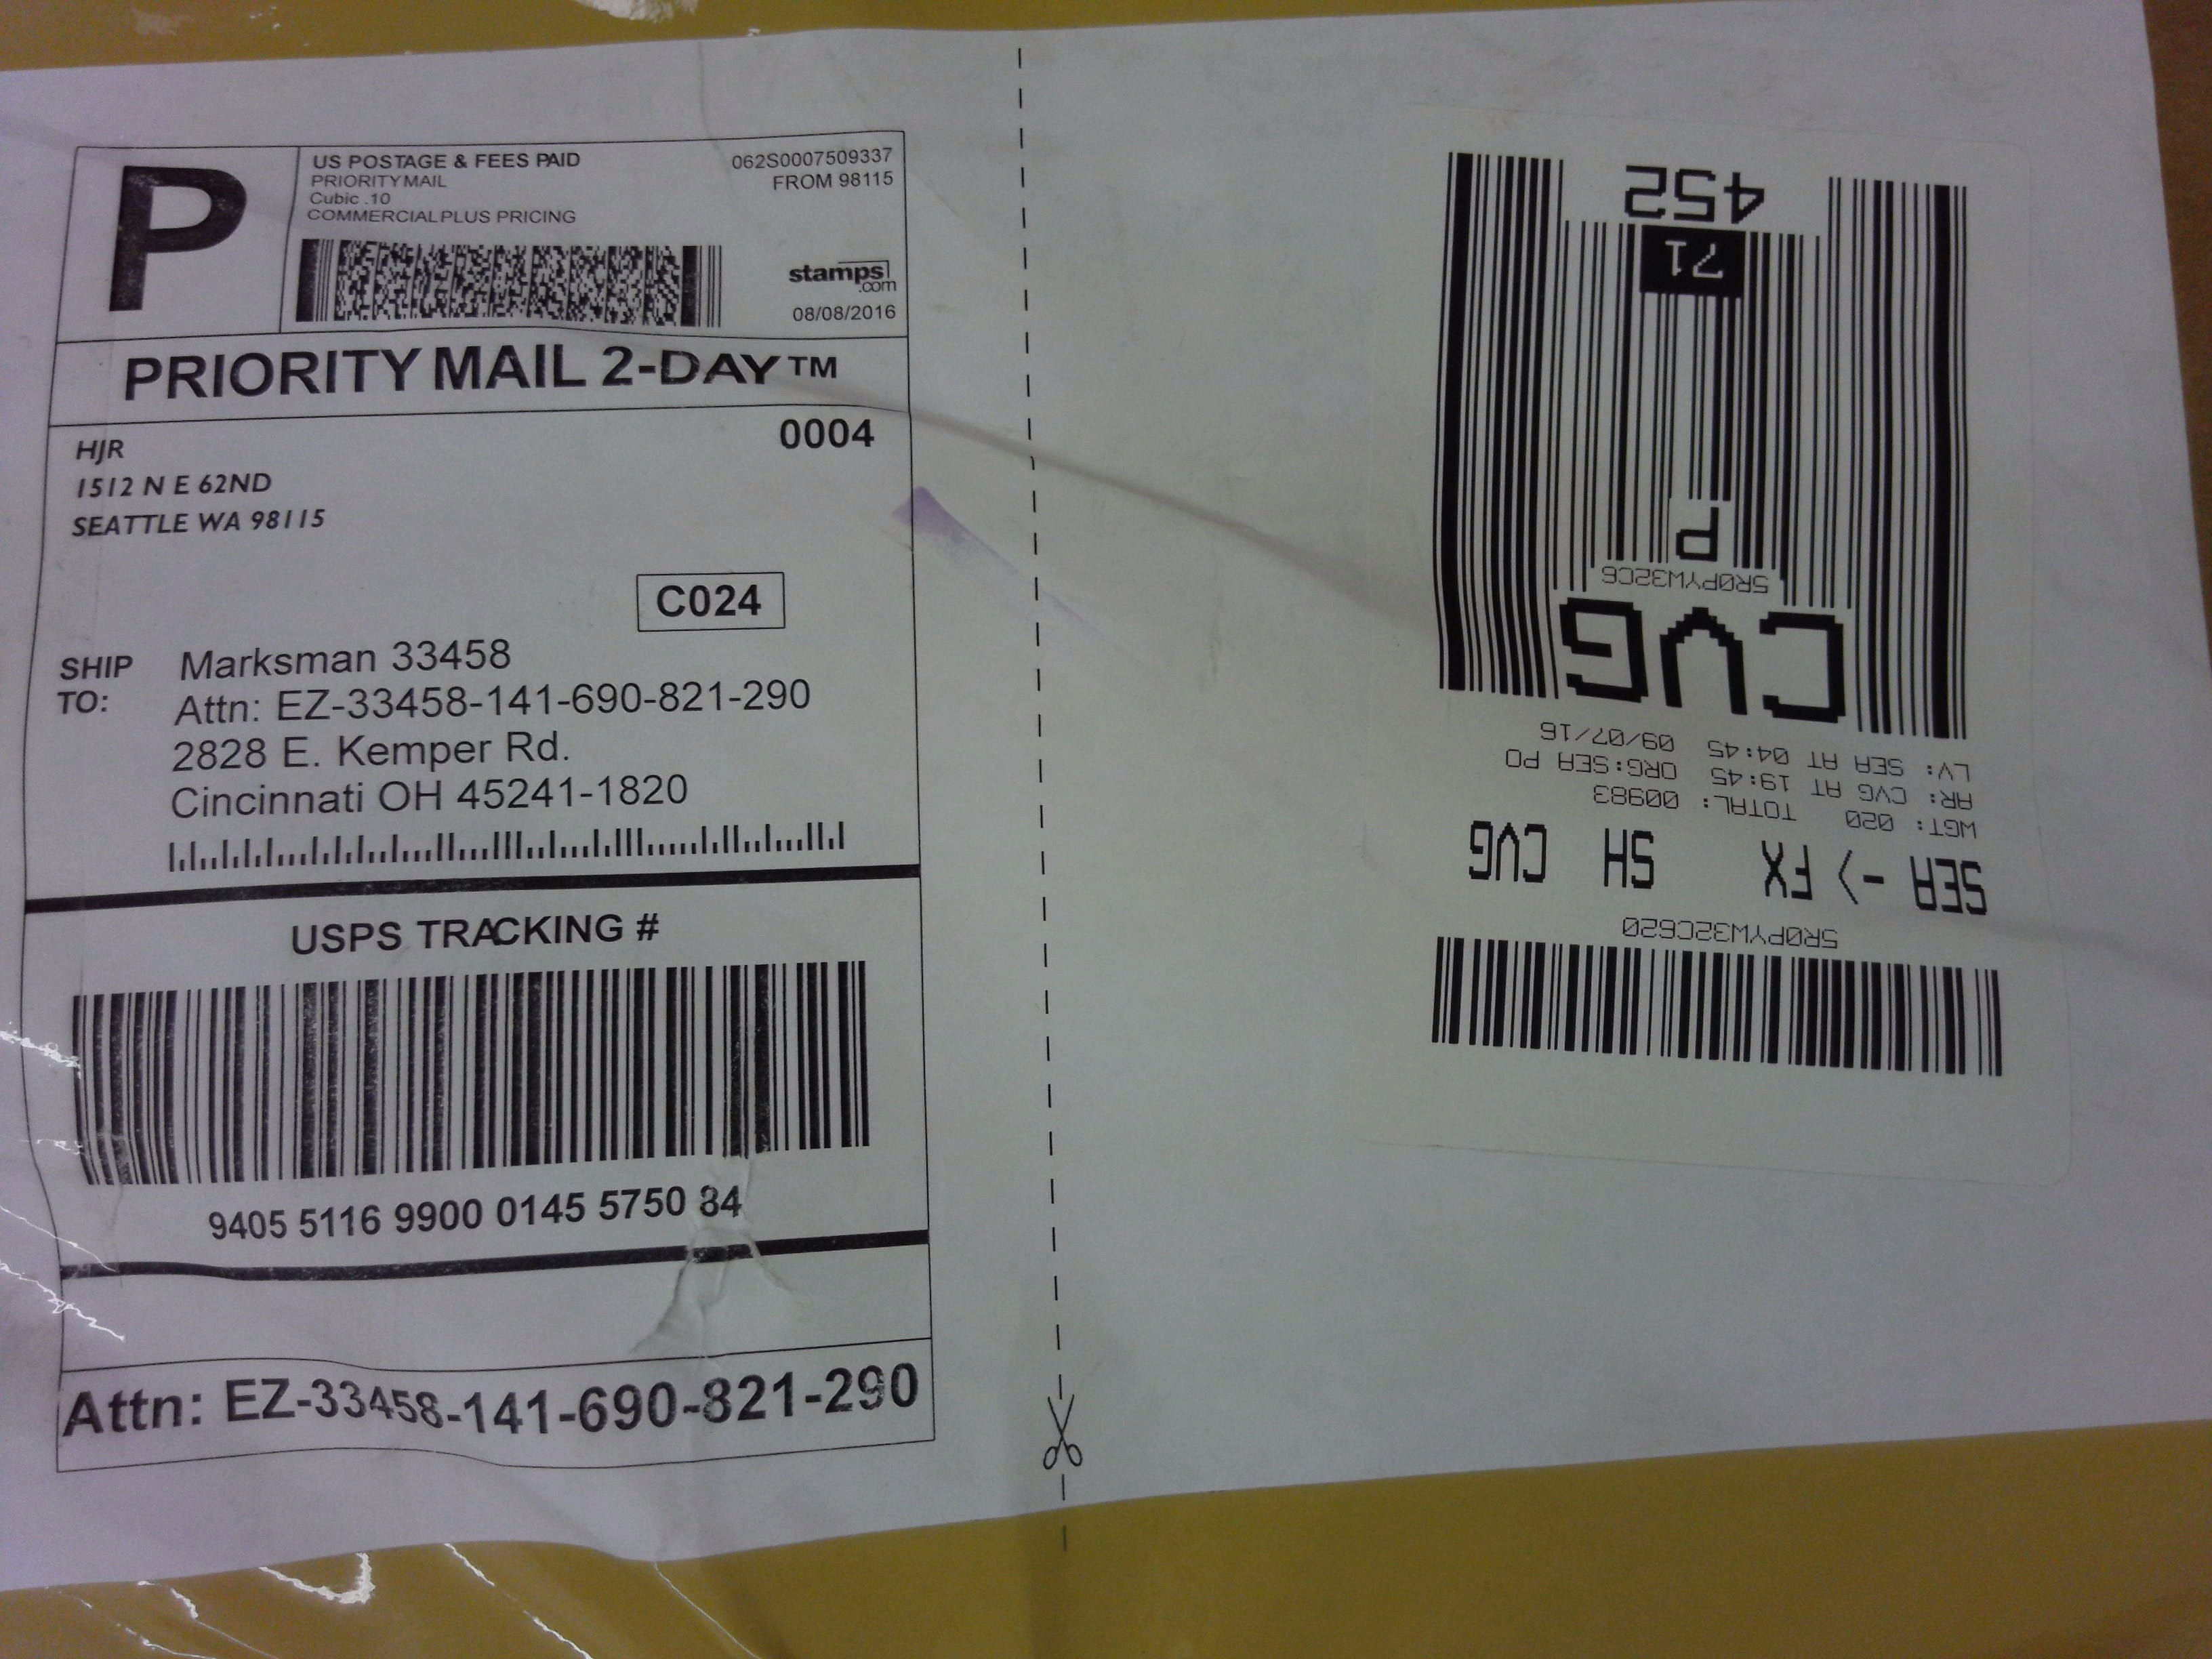 P
US POSTAGE & FEES PAID
PRIORITY MAIL
Cubic .10
COMMERCIAL PLUS PRICING
062S0007509337
FROM 98115
stamps
.com
08/08/2016
PRIORITY MAIL 2-DAY™
HJR
1512 N E 62ND
SEATTLE WA 98115
0004
C024
SHIP TO:
Marksman 33458
Attn: EZ-33458-141-690-821-290
2828 E. Kemper Rd.
Cincinnati OH 45241-1820
USPS TRACKING #
9405 5116 9900 0145 5750 84
Attn: EZ-33458-141-690-821-290
5R0PYW32C620
SEA -> FX SH CVG
WGT: 020 TOTAL: 00983
AR: CVG AT 19:45 ORG:SEA PO
LV: SEA AT 04:45 09/07/16
CVG
5R0PYW32C6
P
71
452